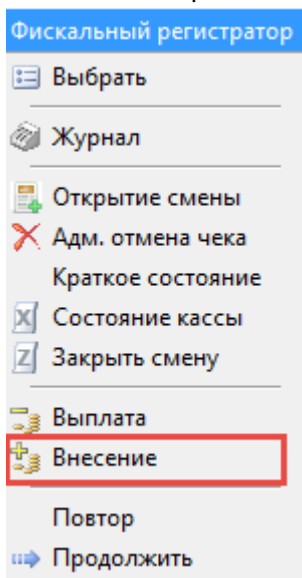 Фискальный регистратор
Выбрать
Журнал
Открытие смены
Адм. отмена чека
Краткое состояние
X Состояние кассы
Z Закрыть смену
Выплата
Внесение
Повтор
Продолжить